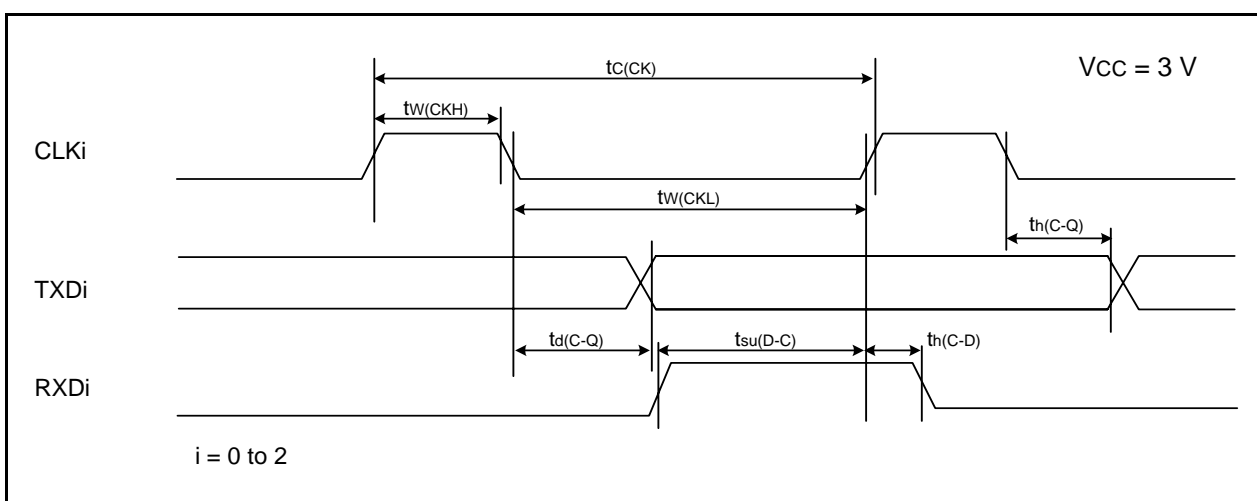 tC(CK)
VCC = 3 V
tW(CKH)
CLKi
tW(CKL)
th(C-Q)
TXDi
td(C-Q)
tsu(D-C)
th(C-D)
RXDi
i = 0 to 2